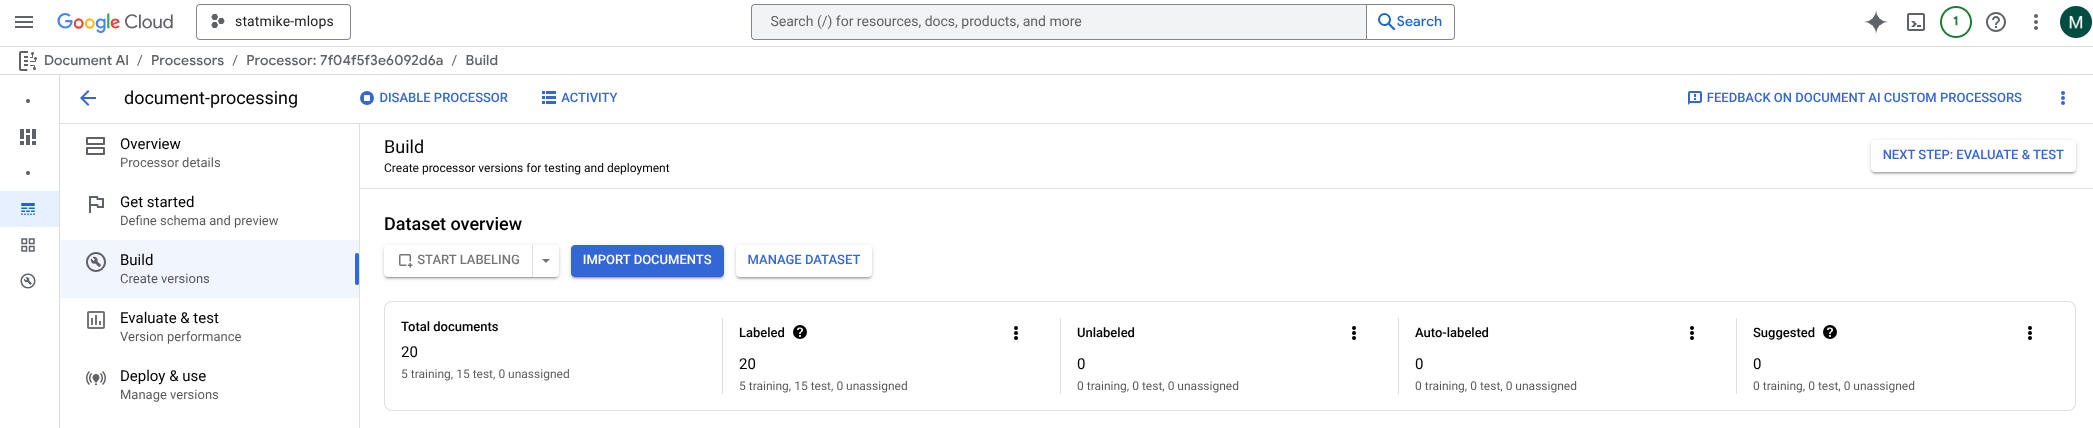 Google Cloud
statmike-mlops
Search (/) for resources, docs, products, and more
Search
1
M
Document AI / Processors / Processor: 7f04f5f3e6092d6a / Build
document-processing
DISABLE PROCESSOR
ACTIVITY
FEEDBACK ON DOCUMENT AI CUSTOM PROCESSORS
Overview
Processor details
Get started
Define schema and preview
Build
Create versions
Evaluate & test
Version performance
Deploy & use
Manage versions
Build
Create processor versions for testing and deployment
NEXT STEP: EVALUATE & TEST
Dataset overview
START LABELING
IMPORT DOCUMENTS
MANAGE DATASET
Total documents
20
5 training, 15 test, 0 unassigned
Labeled
20
5 training, 15 test, 0 unassigned
Unlabeled
0
0 training, 0 test, 0 unassigned
Auto-labeled
0
0 training, 0 test, 0 unassigned
Suggested
0
0 training, 0 test, 0 unassigned